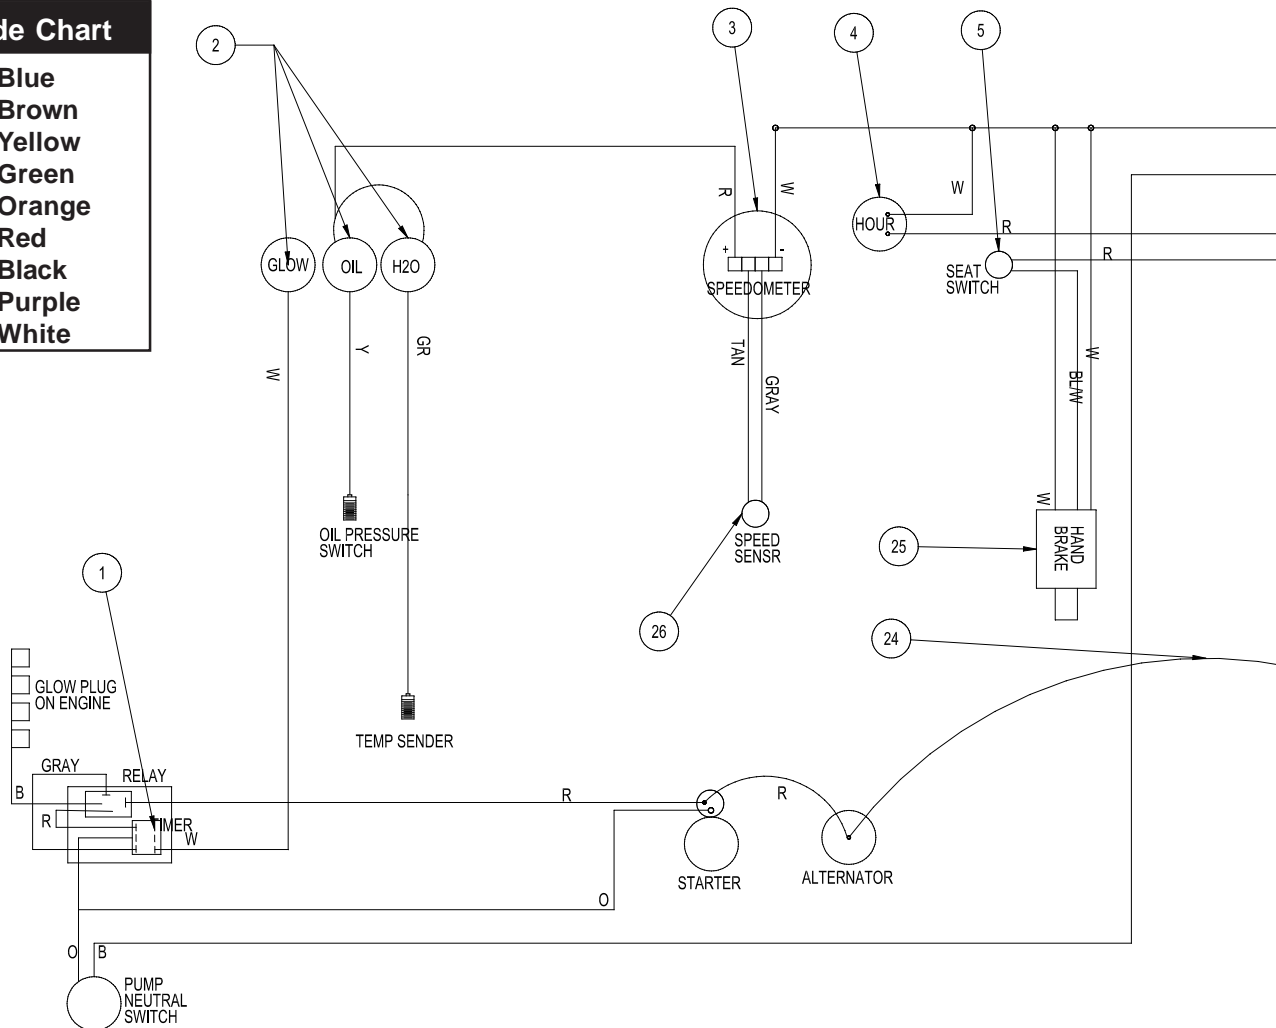 de Chart
Blue
Brown
Yellow
Green
Orange
Red
Black
Purple
White
2
3
4
5
R
W
W
HOUR
R
R
+
-
GLOW
OIL
H2O
SPEEDOMETER
SEAT
SWITCH
W
Y
GR
TAN
GRAY
BL/W
W
W
OIL PRESSURE
SWITCH
SPEED
SENSR
HAND
BRAKE
25
1
26
24
GLOW PLUG
ON ENGINE
TEMP SENDER
GRAY
RELAY
B
R
TIMER
W
R
R
STARTER
ALTERNATOR
O
O
B
PUMP
NEUTRAL
SWITCH